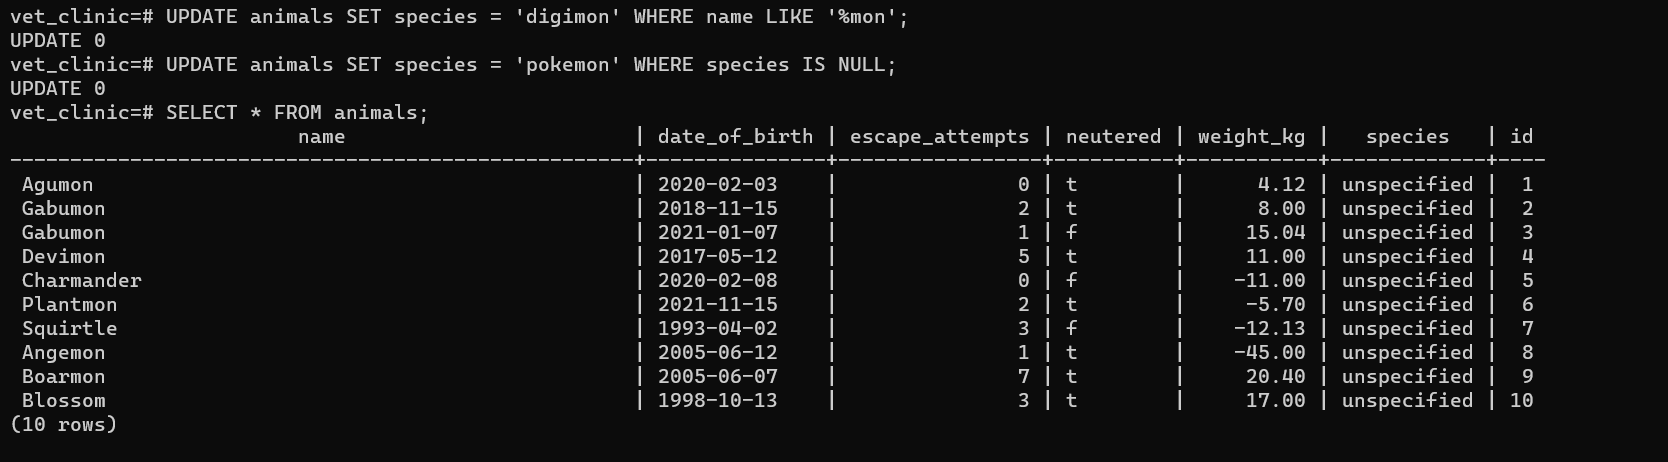 vet_clinic=# UPDATE animals SET species = 'digimon' WHERE name LIKE '%mon';
UPDATE 0
vet_clinic=# UPDATE animals SET species = 'pokemon' WHERE species IS NULL;
UPDATE 0
vet_clinic=# SELECT * FROM animals;
                        name                        | date_of_birth | escape_attempts | neutered | weight_kg |   species   | id
----------------------------------------------------+---------------+-----------------+----------+-----------+-------------+----
 Agumon                                             | 2020-02-03    |               0 | t        |      4.12 | unspecified |  1
 Gabumon                                            | 2018-11-15    |               2 | t        |      8.00 | unspecified |  2
 Gabumon                                            | 2021-01-07    |               1 | f        |     15.04 | unspecified |  3
 Devimon                                            | 2017-05-12    |               5 | t        |     11.00 | unspecified |  4
 Charmander                                         | 2020-02-08    |               0 | f        |    -11.00 | unspecified |  5
 Plantmon                                           | 2021-11-15    |               2 | t        |     -5.70 | unspecified |  6
 Squirtle                                           | 1993-04-02    |               3 | f        |    -12.13 | unspecified |  7
 Angemon                                            | 2005-06-12    |               1 | t        |    -45.00 | unspecified |  8
 Boarmon                                            | 2005-06-07    |               7 | t        |     20.40 | unspecified |  9
 Blossom                                            | 1998-10-13    |               3 | t        |     17.00 | unspecified | 10
(10 rows)